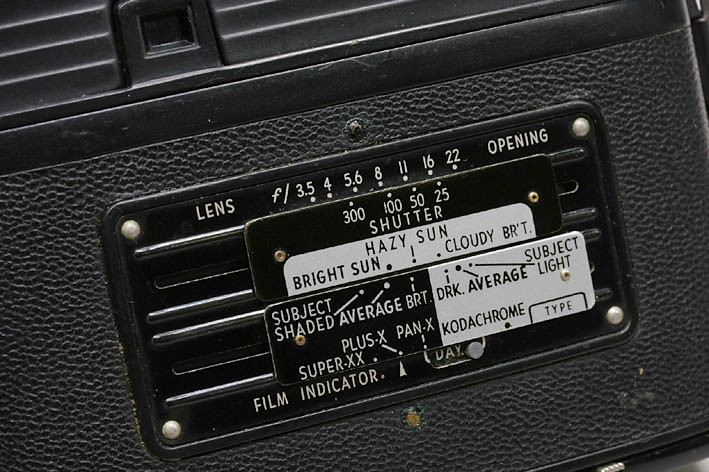 LENS f/ 3.5 4 5.6 8 11 16 22 OPENING
300 100 50 25
SHUTTER
HAZY SUN
BRIGHT SUN CLOUDY BR'T.
SUBJECT
SHADED AVERAGE BRT. DRK. AVERAGE
SUBJECT
LIGHT
PLUS-X PAN-X KODACHROME TYPE
SUPER-XX DAY.
FILM INDICATOR